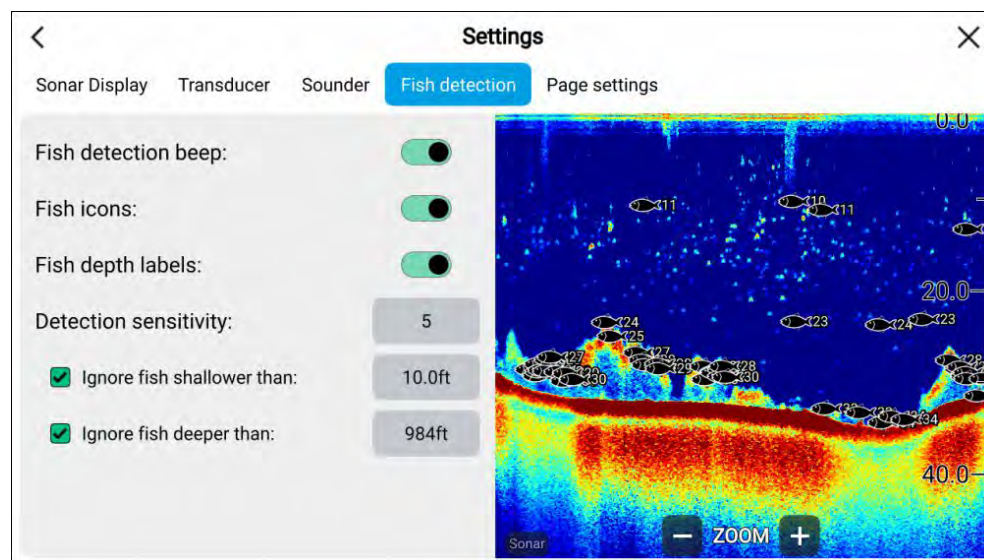 Settings
Sonar Display Transducer Sounder Fish detection Page settings
Fish detection beep:
Fish icons:
Fish depth labels:
Detection sensitivity: 5
Ignore fish shallower than: 10.0ft
Ignore fish deeper than: 984ft
0.0
11 10 11
20.0
24 23 24 23
25
27 27 28
29 28
30 30
34
40.0
Sonar
ZOOM